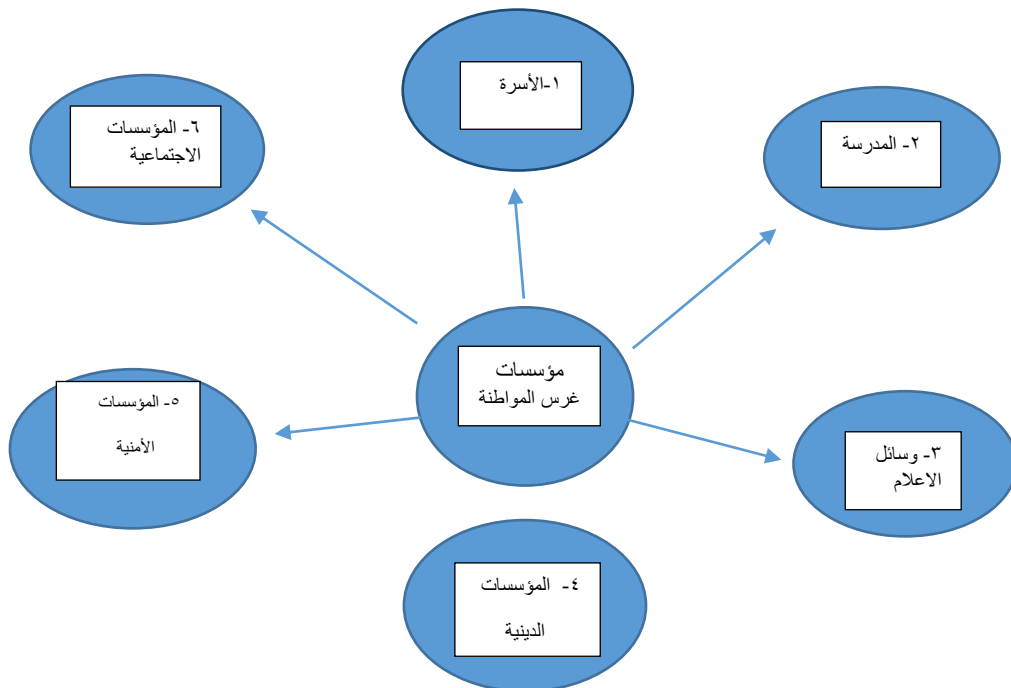 ١-الأسرة
٦- المؤسسات
الاجتماعية
٢- المدرسة
مؤسسات
غرس المواطنة
٥- المؤسسات
الأمنية
٣- وسائل
الاعلام
٤- المؤسسات
الدينية